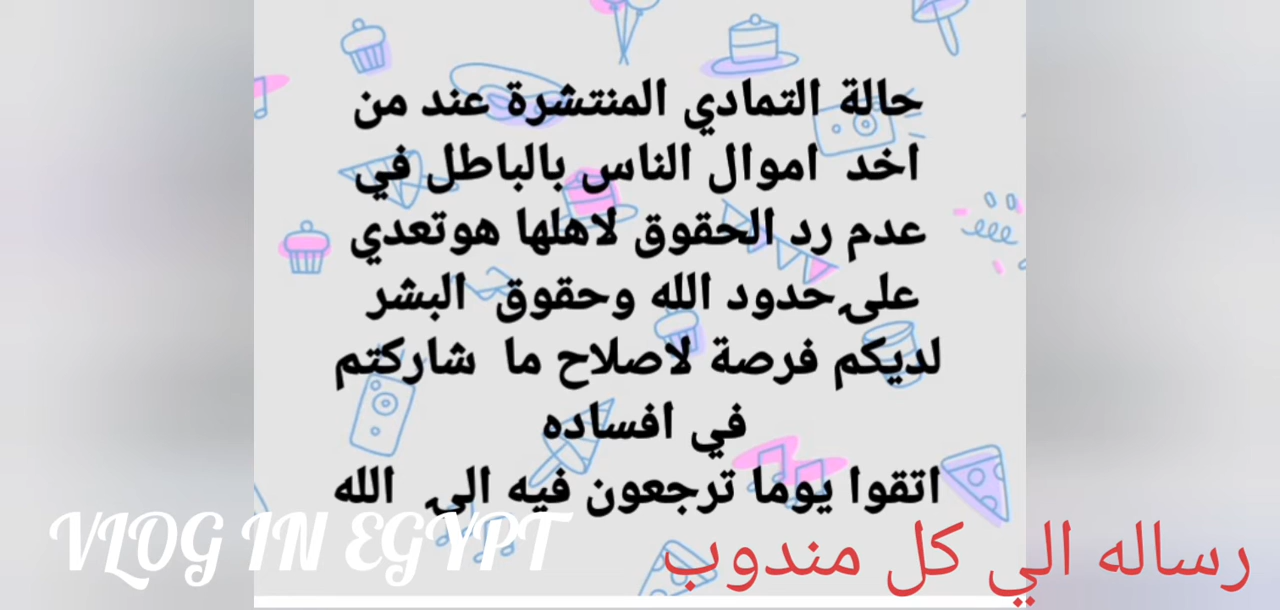 حالة التمادي المنتشرة عند من
اخد اموال الناس بالباطل في
عدم رد الحقوق لاهلها هوتعدي
على حدود الله وحقوق البشر
لديكم فرصة لاصلاح ما شاركتم
في افساده
اتقوا يوما ترجعون فيه الى الله
VLOG IN EGYPT
رساله الي كل مندوب